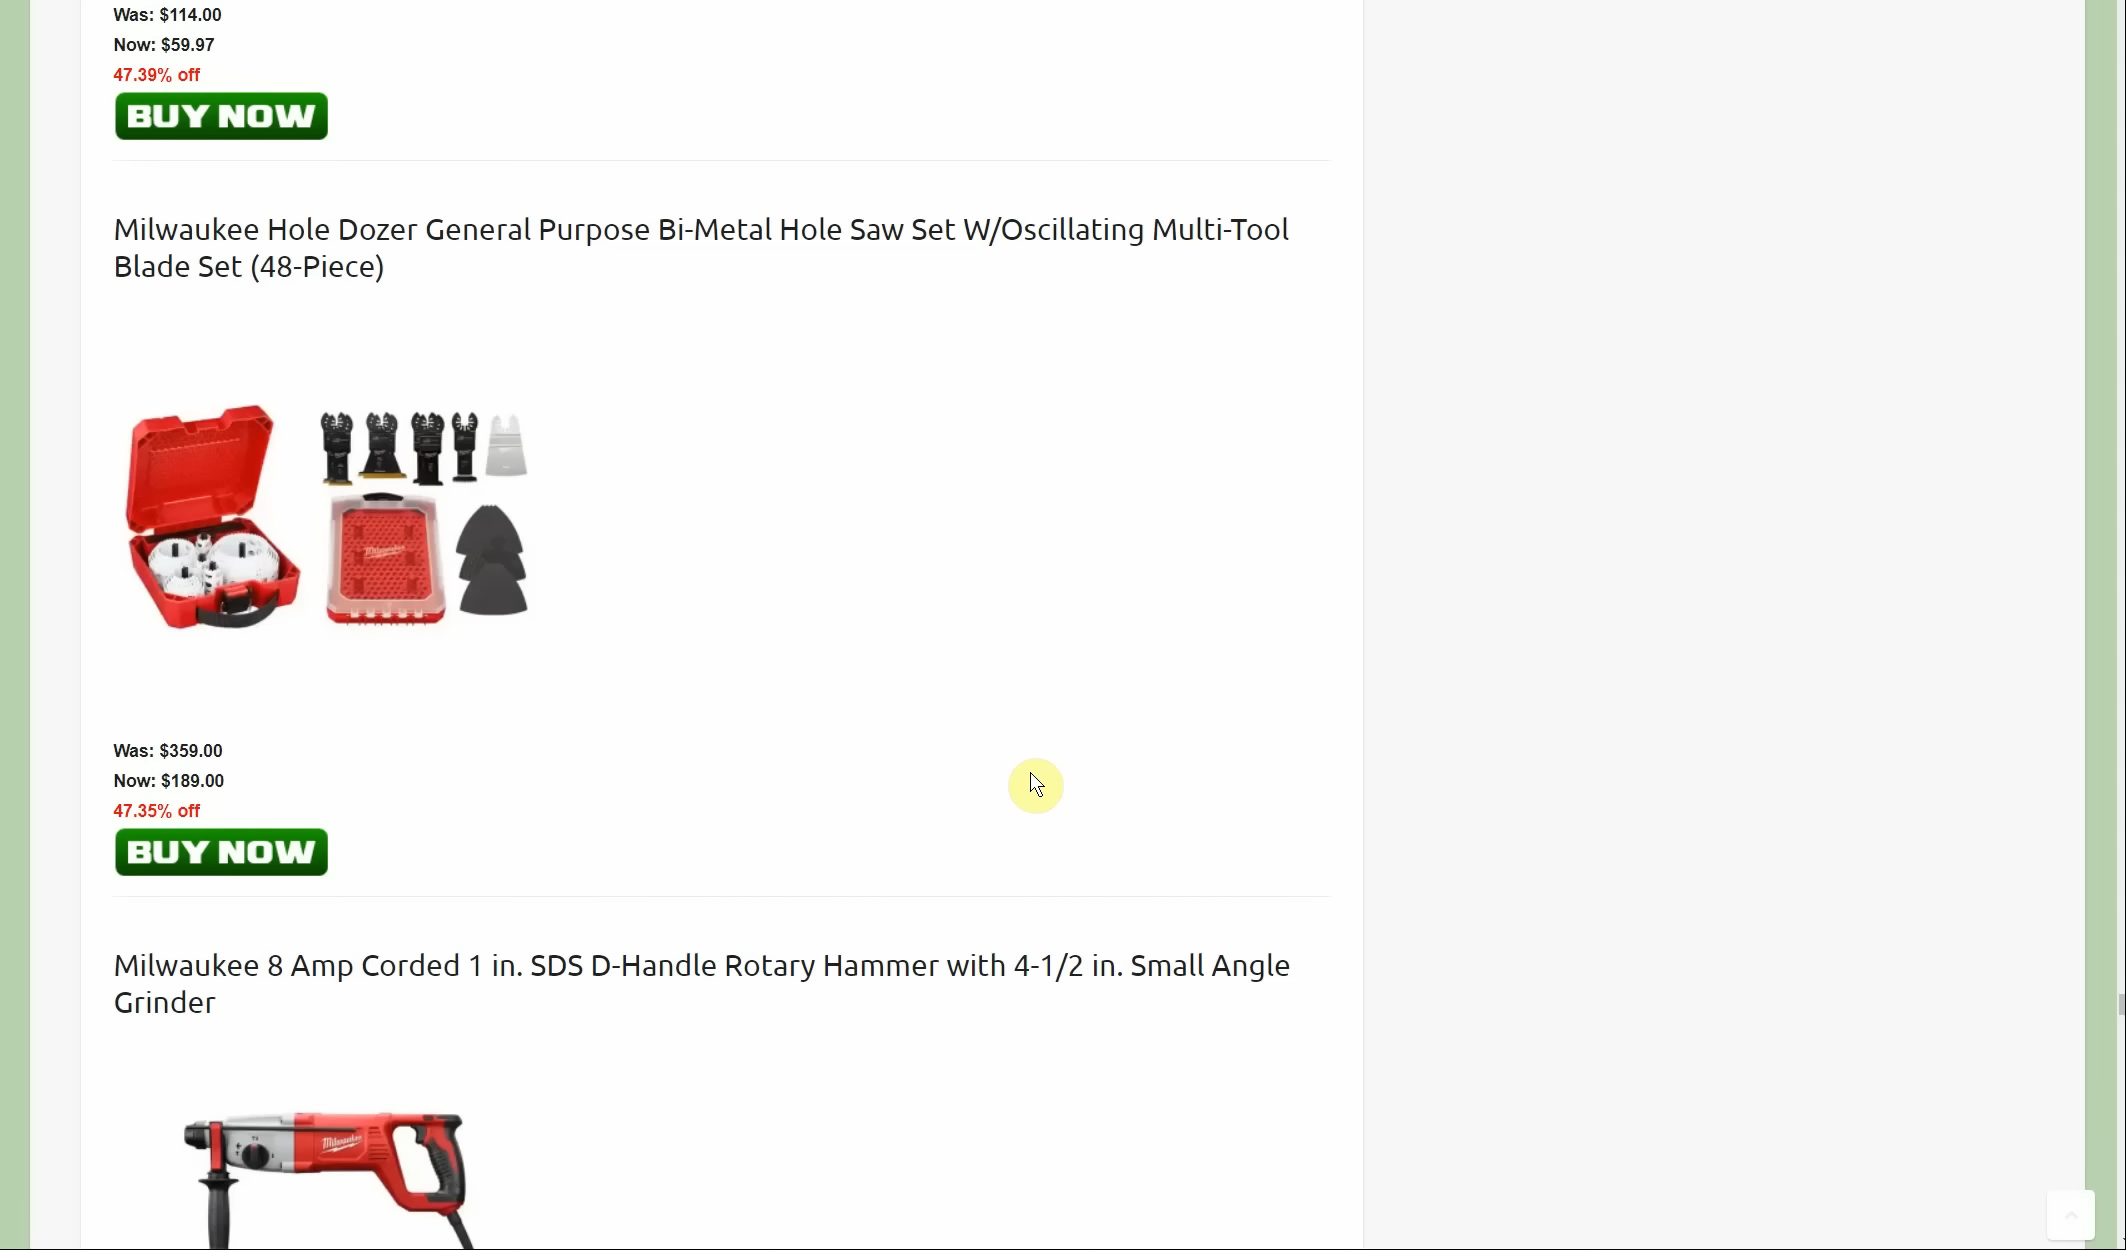 Was: $114.00
Now: $59.97
47.39% off
BUY NOW
Milwaukee Hole Dozer General Purpose Bi-Metal Hole Saw Set W/Oscillating Multi-Tool
Blade Set (48-Piece)
Milwaukee
Was: $359.00
Now: $189.00
47.35% off
BUY NOW
Milwaukee 8 Amp Corded 1 in. SDS D-Handle Rotary Hammer with 4-1/2 in. Small Angle
Grinder
Milwaukee